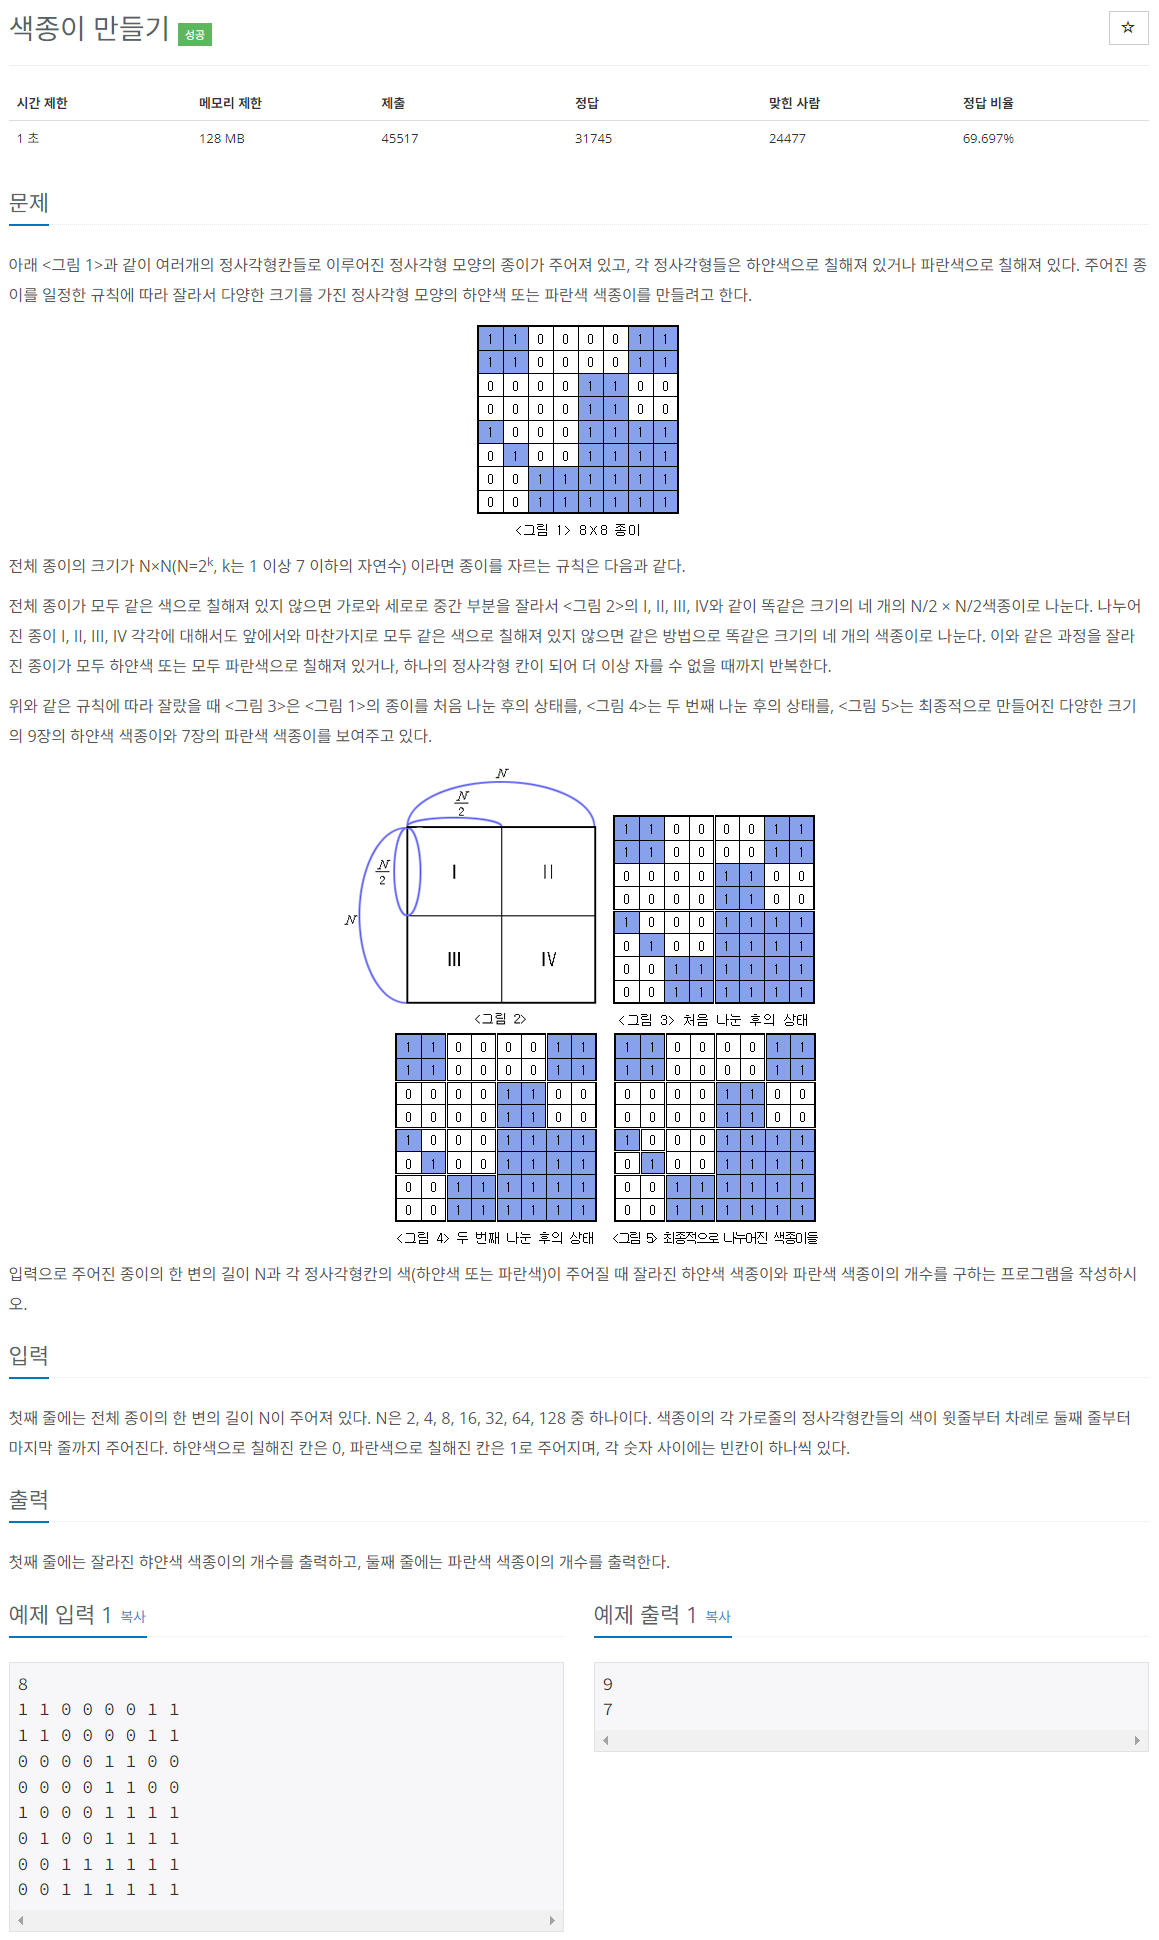 색종이 만들기 성공
☆
시간 제한 메모리 제한 제출 정답 맞힌 사람 정답 비율
1 초 128 MB 45517 31745 24477 69.697%
문제
아래 <그림 1>과 같이 여러개의 정사각형칸들로 이루어진 정사각형 모양의 종이가 주어져 있고, 각 정사각형들은 하얀색으로 칠해져 있거나 파란색으로 칠해져 있다. 주어진 종
이를 일정한 규칙에 따라 잘라서 다양한 크기를 가진 정사각형 모양의 하얀색 또는 파란색 색종이를 만들려고 한다.
1 1 0 0 0 0 1 1
1 1 0 0 0 0 1 1
0 0 0 0 1 1 0 0
0 0 0 0 1 1 0 0
1 0 0 0 1 1 1 1
0 1 0 0 1 1 1 1
0 0 1 1 1 1 1 1
0 0 1 1 1 1 1 1
<그림 1> 8X8 종이
전체 종이의 크기가 N×N(N=2^k, k는 1 이상 7 이하의 자연수) 이라면 종이를 자르는 규칙은 다음과 같다.
전체 종이가 모두 같은 색으로 칠해져 있지 않으면 가로와 세로로 중간 부분을 잘라서 <그림 2>의 I, II, III, IV와 같이 똑같은 크기의 네 개의 N/2 × N/2색종이로 나눈다. 나누어
진 종이 I, II, III, IV 각각에 대해서도 앞에서와 마찬가지로 모두 같은 색으로 칠해져 있지 않으면 같은 방법으로 똑같은 크기의 네 개의 색종이로 나눈다. 이와 같은 과정을 잘라
진 종이가 모두 하얀색 또는 모두 파란색으로 칠해져 있거나, 하나의 정사각형 칸이 되어 더 이상 자를 수 없을 때까지 반복한다.
위와 같은 규칙에 따라 잘랐을 때 <그림 3>은 <그림 1>의 종이를 처음 나눈 후의 상태를, <그림 4>는 두 번째 나눈 후의 상태를, <그림 5>는 최종적으로 만들어진 다양한 크기
의 9장의 하얀색 색종이와 7장의 파란색 색종이를 보여주고 있다.
N
N/2
N/2
N
I II
III IV
<그림 2>
1 1 0 0 0 0 1 1
1 1 0 0 0 0 1 1
0 0 0 0 1 1 0 0
0 0 0 0 1 1 0 0
1 0 0 0 1 1 1 1
0 1 0 0 1 1 1 1
0 0 1 1 1 1 1 1
0 0 1 1 1 1 1 1
<그림 3> 처음 나눈 후의 상태
1 1 0 0 0 0 1 1
1 1 0 0 0 0 1 1
0 0 0 0 1 1 0 0
0 0 0 0 1 1 0 0
1 0 0 0 1 1 1 1
0 1 0 0 1 1 1 1
0 0 1 1 1 1 1 1
0 0 1 1 1 1 1 1
<그림 4> 두 번째 나눈 후의 상태
1 1 0 0 0 0 1 1
1 1 0 0 0 0 1 1
0 0 0 0 1 1 0 0
0 0 0 0 1 1 0 0
1 0 0 0 1 1 1 1
0 1 0 0 1 1 1 1
0 0 1 1 1 1 1 1
0 0 1 1 1 1 1 1
<그림 5> 최종적으로 나누어진 색종이들
입력으로 주어진 종이의 한 변의 길이 N과 각 정사각형칸의 색(하얀색 또는 파란색)이 주어질 때 잘라진 하얀색 색종이와 파란색 색종이의 개수를 구하는 프로그램을 작성하시
오.
입력
첫째 줄에는 전체 종이의 한 변의 길이 N이 주어져 있다. N은 2, 4, 8, 16, 32, 64, 128 중 하나이다. 색종이의 각 가로줄의 정사각형칸들의 색이 윗줄부터 차례로 둘째 줄부터
마지막 줄까지 주어진다. 하얀색으로 칠해진 칸은 0, 파란색으로 칠해진 칸은 1로 주어지며, 각 숫자 사이에는 빈칸이 하나씩 있다.
출력
첫째 줄에는 잘라진 햐얀색 색종이의 개수를 출력하고, 둘째 줄에는 파란색 색종이의 개수를 출력한다.
예제 입력 1 복사
8
1 1 0 0 0 0 1 1
1 1 0 0 0 0 1 1
0 0 0 0 1 1 0 0
0 0 0 0 1 1 0 0
1 0 0 0 1 1 1 1
0 1 0 0 1 1 1 1
0 0 1 1 1 1 1 1
0 0 1 1 1 1 1 1
예제 출력 1 복사
9
7